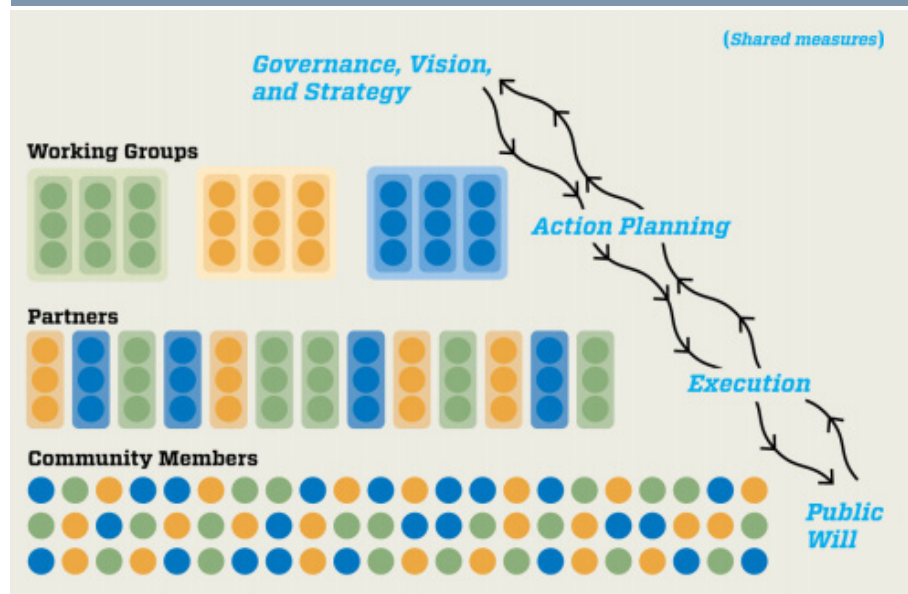 (Shared measures)
Governance, Vision,
and Strategy
Working Groups
Action Planning
Partners
Execution
Community Members
Public
Will